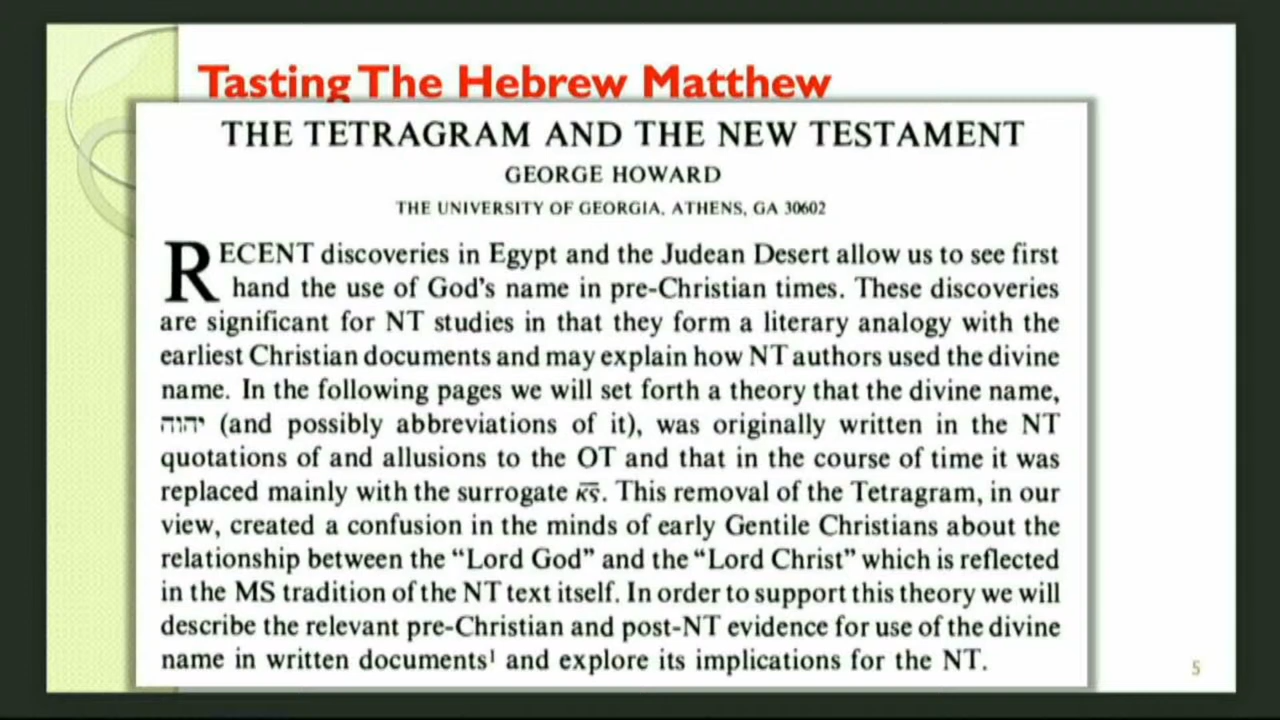 Tasting The Hebrew Matthew
THE TETRAGRAM AND THE NEW TESTAMENT
GEORGE HOWARD
THE UNIVERSITY OF GEORGIA, ATHENS, GA 30602
RECENT discoveries in Egypt and the Judean Desert allow us to see first
hand the use of God's name in pre-Christian times. These discoveries
are significant for NT studies in that they form a literary analogy with the
earliest Christian documents and may explain how NT authors used the divine
name. In the following pages we will set forth a theory that the divine name,
יהוה (and possibly abbreviations of it), was originally written in the NT
quotations of and allusions to the OT and that in the course of time it was
replaced mainly with the surrogate κ̅ς̅. This removal of the Tetragram, in our
view, created a confusion in the minds of early Gentile Christians about the
relationship between the “Lord God” and the “Lord Christ” which is reflected
in the MS tradition of the NT text itself. In order to support this theory we will
describe the relevant pre-Christian and post-NT evidence for use of the divine
name in written documents¹ and explore its implications for the NT.
5